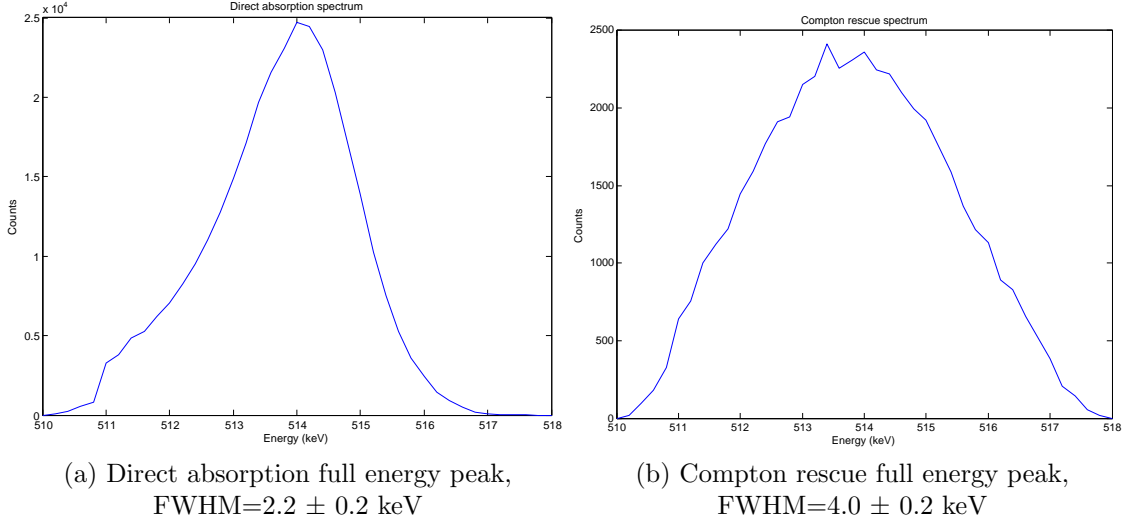 Direct absorption spectrum
x 10⁴
2.5
2
1.5
1
0.5
0
Counts
510 511 512 513 514 515 516 517 518
Energy (keV)
(a) Direct absorption full energy peak,
FWHM=2.2 ± 0.2 keV
Compton rescue spectrum
2500
2000
1500
1000
500
0
Counts
510 511 512 513 514 515 516 517 518
Energy (keV)
(b) Compton rescue full energy peak,
FWHM=4.0 ± 0.2 keV